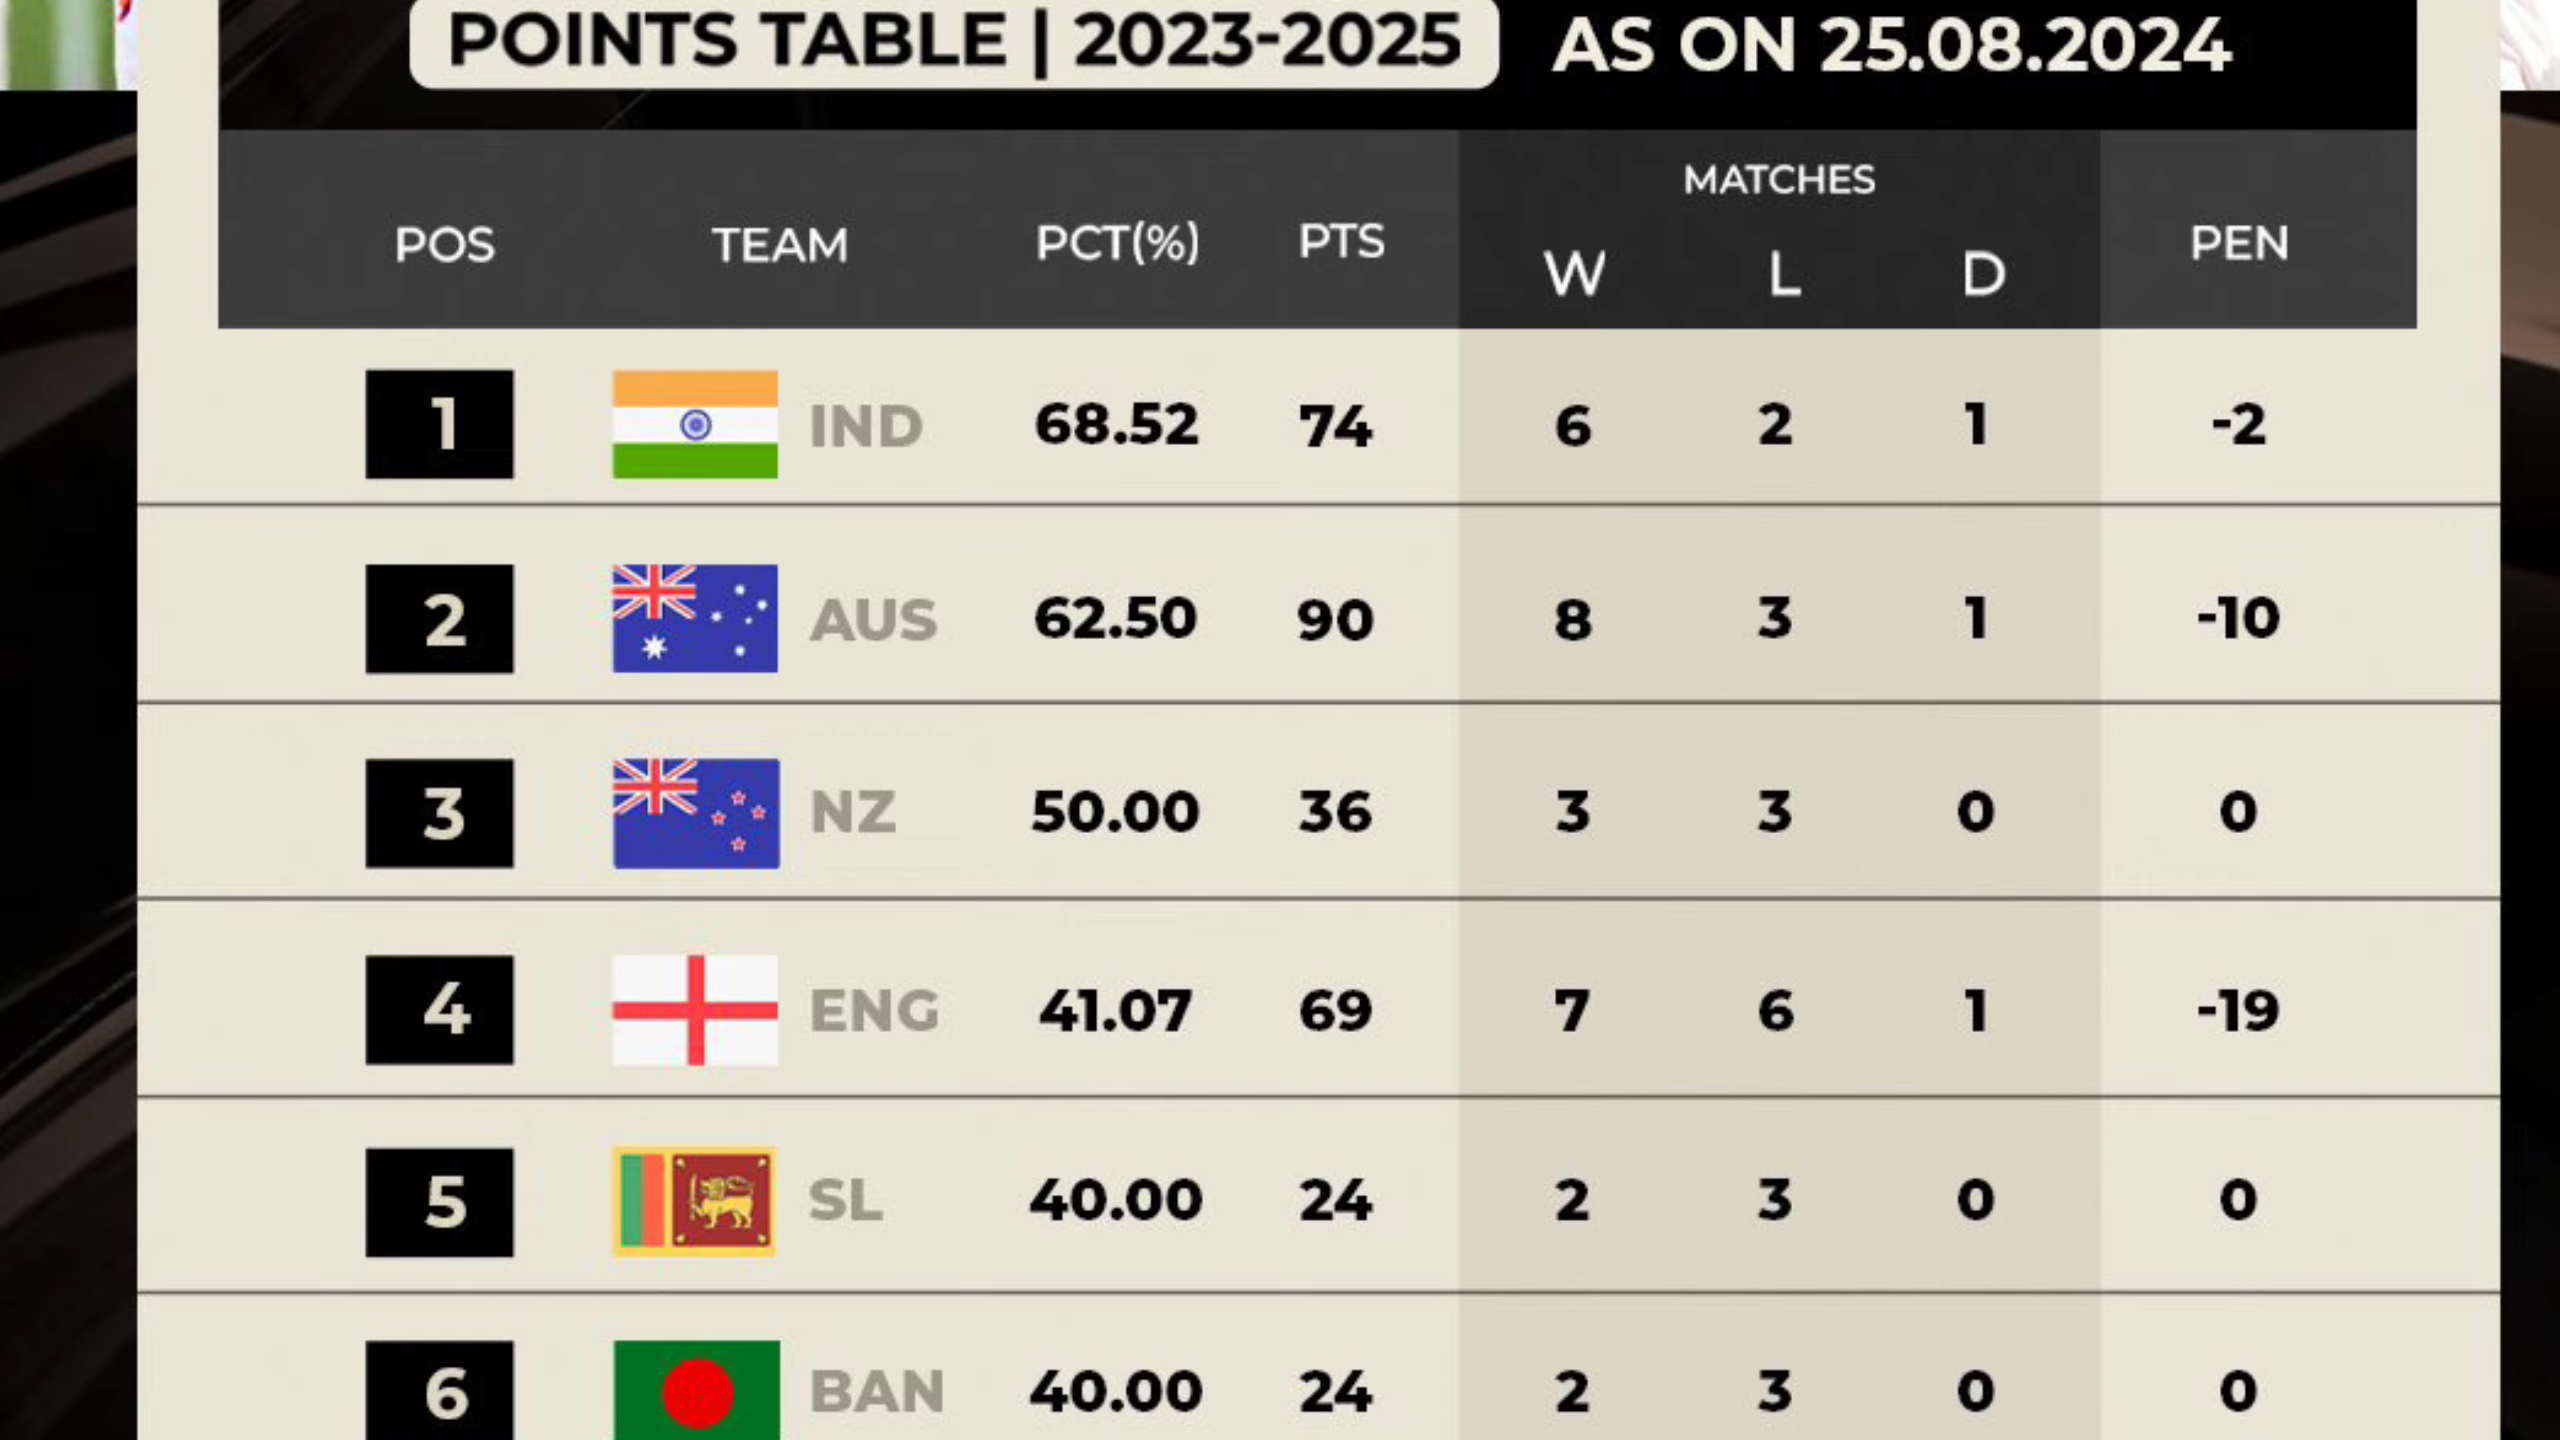 POINTS TABLE | 2023-2025 AS ON 25.08.2024
MATCHES
POS TEAM PCT(%) PTS W L D PEN
1 IND 68.52 74 6 2 1 -2
2 AUS 62.50 90 8 3 1 -10
3 NZ 50.00 36 3 3 0 0
4 ENG 41.07 69 7 6 1 -19
5 SL 40.00 24 2 3 0 0
6 BAN 40.00 24 2 3 0 0